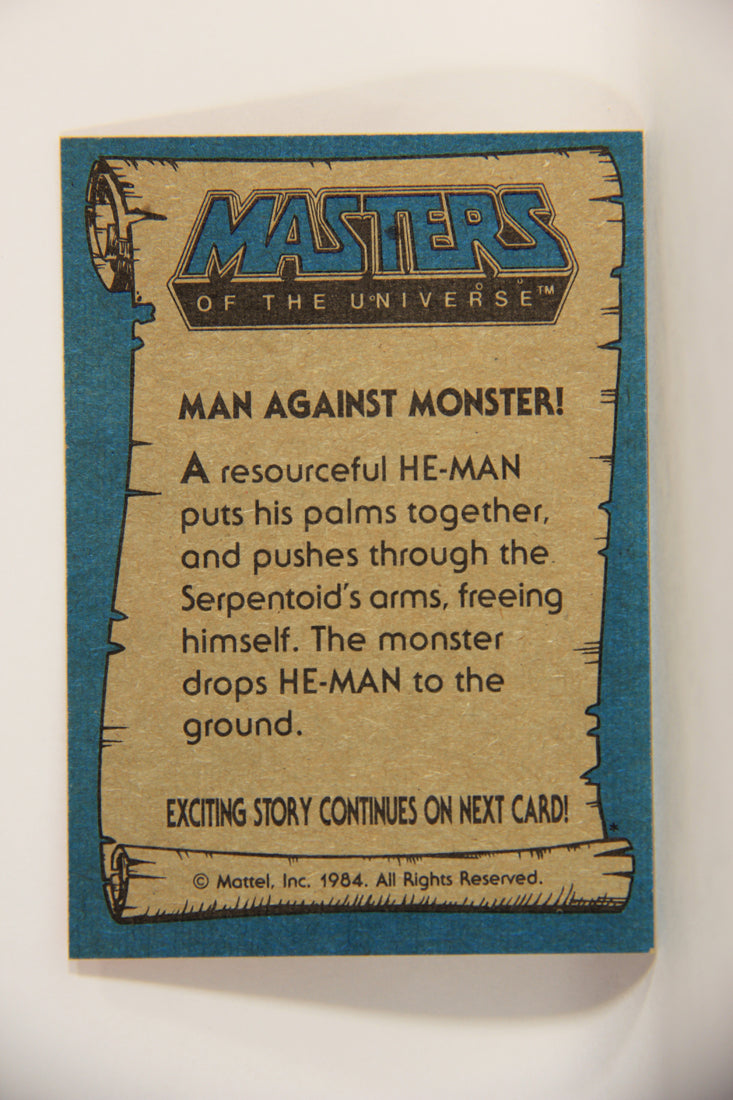 MASTERS
OF THE UNIVERSE™
MAN AGAINST MONSTER!
A resourceful HE-MAN
puts his palms together,
and pushes through the
Serpentoid's arms, freeing
himself. The monster
drops HE-MAN to the
ground.
EXCITING STORY CONTINUES ON NEXT CARD!
*
© Mattel, Inc. 1984. All Rights Reserved.